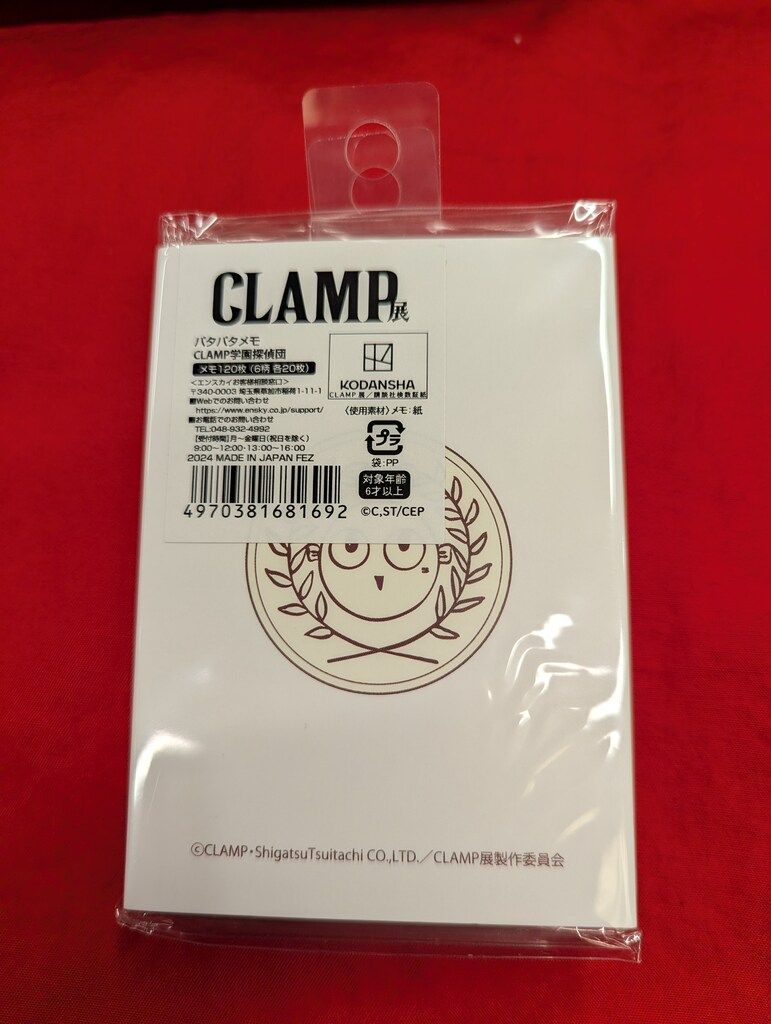 CLAMP展
パタパタメモ
CLAMP学園探偵団
メモ120枚 (6柄 各20枚)
<エンスカイお客様相談窓口>
〒340-0003 埼玉県草加市稲荷1-11-1
■Webでのお問い合わせ
https://www.ensky.co.jp/support/
■お電話でのお問い合わせ
TEL:048-932-4992
【受付時間】月～金曜日(祝日を除く)
9:00～12:00・13:00～16:00
2024 MADE IN JAPAN FEZ
4970381681692
KODANSHA
CLAMP展／講談社検数証紙
〈使用素材〉メモ:紙
プラ
袋:PP
対象年齢
6才以上
©C,ST/CEP
©CLAMP・ShigatsuTsuitachi CO.,LTD.／CLAMP展製作委員会